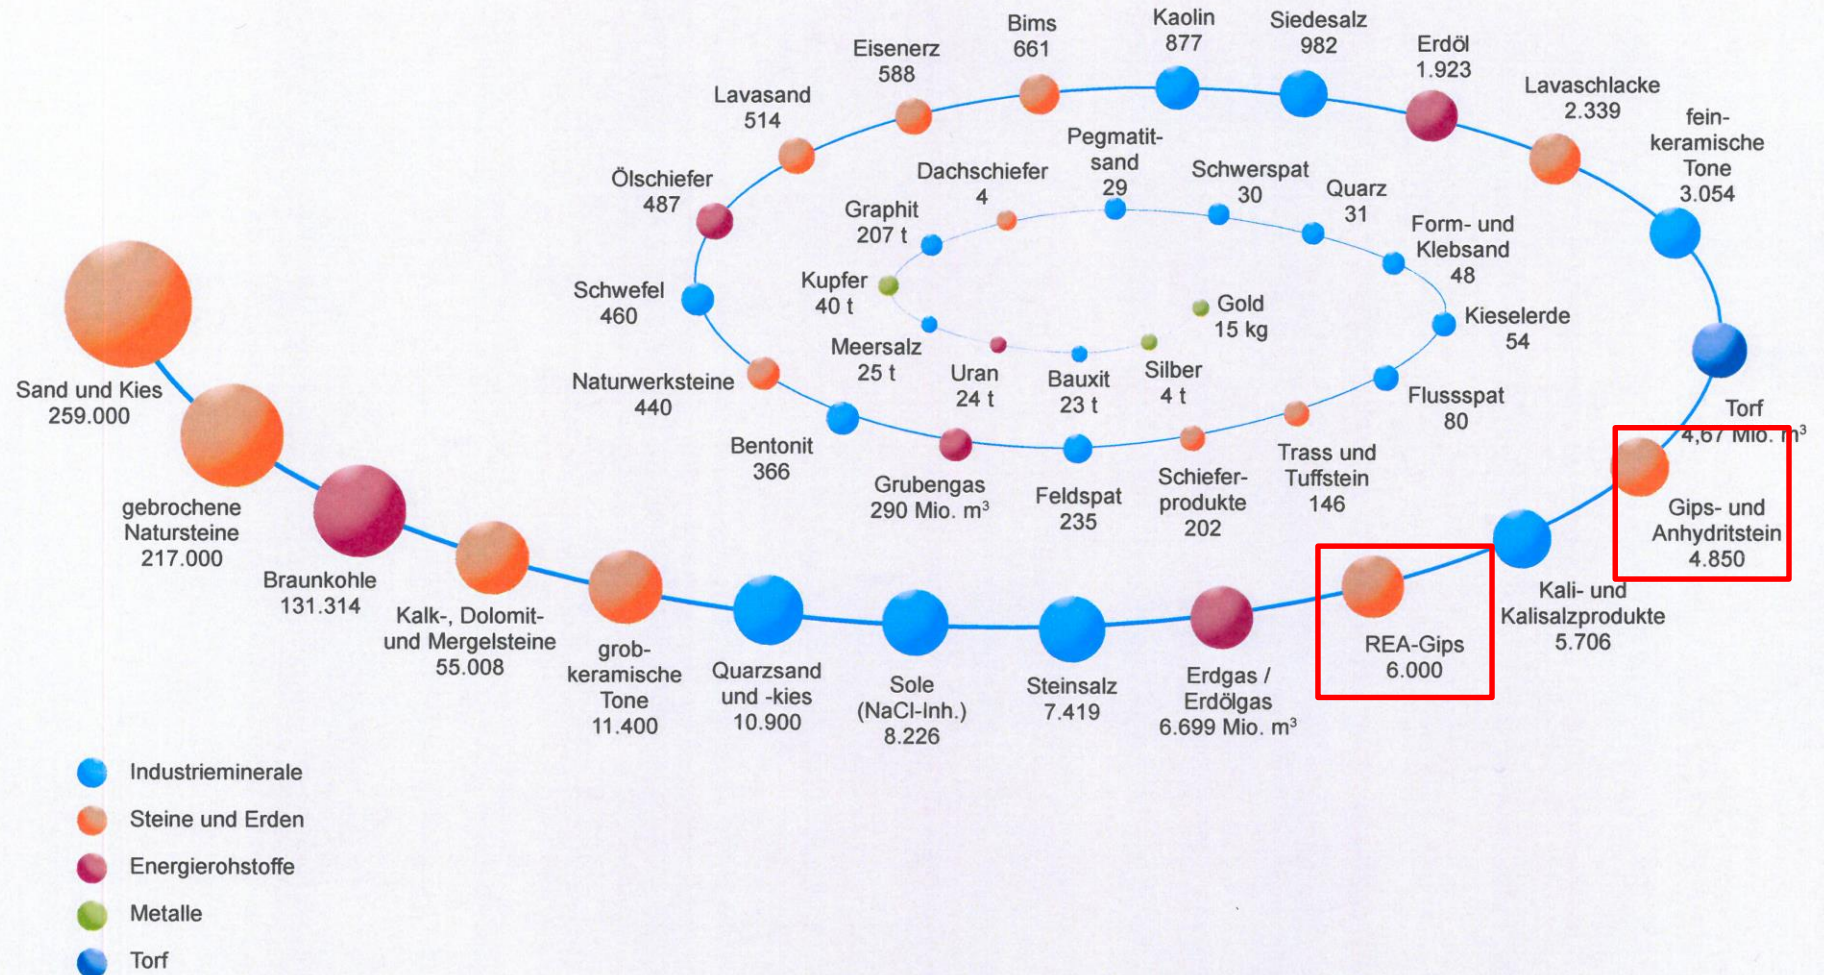 Sand und Kies
259.000
gebrochene
Natursteine
217.000
Braunkohle
131.314
Kalk-, Dolomit-
und Mergelsteine
55.008
grob-
keramische
Tone
11.400
Quarzsand
und -kies
10.900
Sole
(NaCl-Inh.)
8.226
Steinsalz
7.419
Erdgas /
Erdölgas
6.699 Mio. m³
REA-Gips
6.000
Kali- und
Kalisalzprodukte
5.706
Gips- und
Anhydritstein
4.850
Torf
4,67 Mio. m³
fein-
keramische
Tone
3.054
Lavaschlacke
2.339
Erdöl
1.923
Siedesalz
982
Kaolin
877
Bims
661
Eisenerz
588
Lavasand
514
Ölschiefer
487
Schwefel
460
Naturwerksteine
440
Bentonit
366
Grubengas
290 Mio. m³
Feldspat
235
Schiefer-
produkte
202
Trass und
Tuffstein
146
Flussspat
80
Kieselerde
54
Form- und
Klebsand
48
Quarz
31
Schwerspat
30
Pegmatit-
sand
29
Dachschiefer
4
Graphit
207 t
Kupfer
40 t
Meersalz
25 t
Uran
24 t
Bauxit
23 t
Silber
4 t
Gold
15 kg
Industrieminerale
Steine und Erden
Energierohstoffe
Metalle
Torf